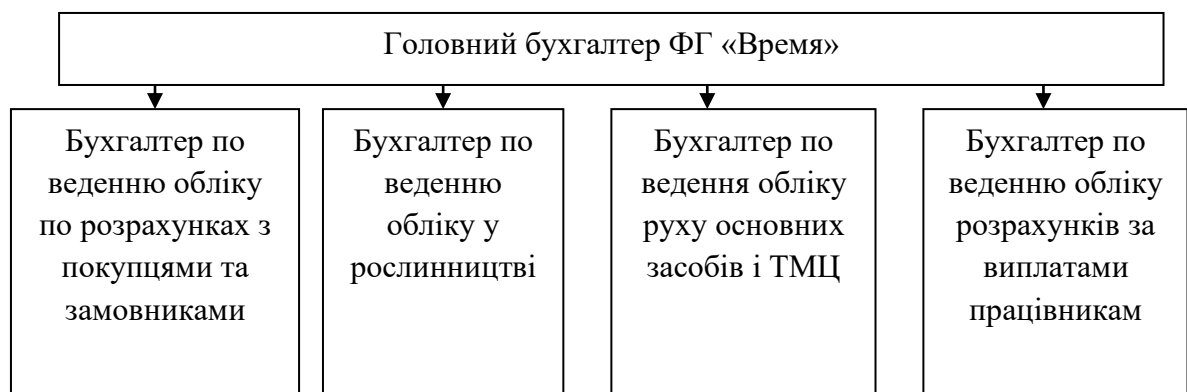 Головний бухгалтер ФГ «Время»
Бухгалтер по
ведению обліку
по розрахунках з
покупцями та
замовниками
Бухгалтер по
веденню
обліку у
рослинництві
Бухгалтер по
ведення обліку
руху основних
засобів і ТМЦ
Бухгалтер по
веденню обліку
розрахунків за
виплатами
працівникам